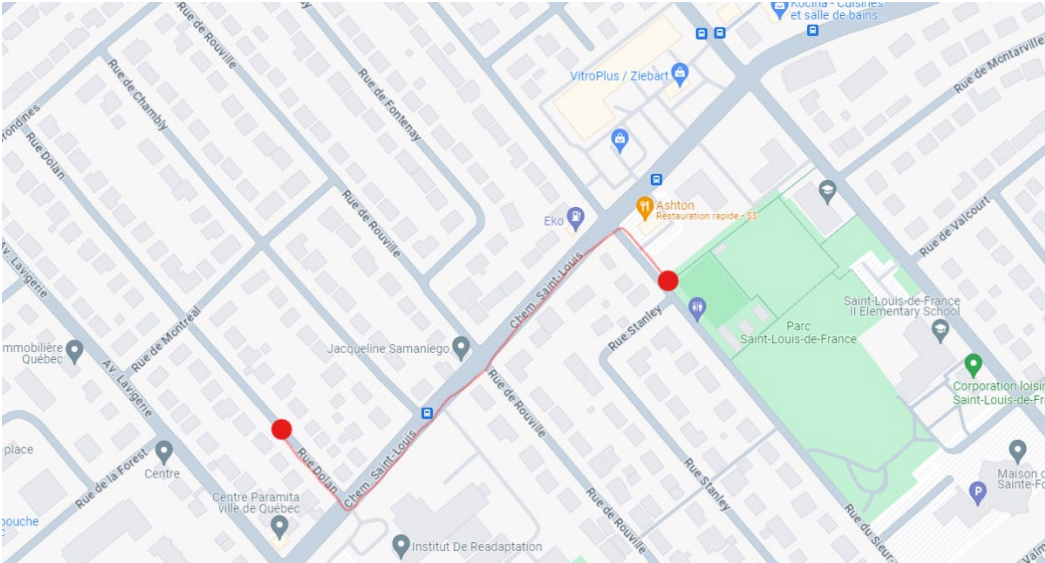 Kocina - Cuisines
et salle de bains
Rue de Rouville
Rue de Chambly
Rue de Fontenay
VitroPlus / Ziebart
Rue de Montarville
Rue Dolan
Ashton
Restauration rapide - $$
Eko
Rue de Rouville
Rue de Valcourt
Av. Lavigerie
Chem. Saint-Louis
Saint-Louis-de-France
II Elementary School
Rue de Montréal
Rue Stanley
Parc
Saint-Louis-de-France
mmobilière
Québec
Jacqueline Samaniego
Av. Lavigerie
Rue de Rouville
Corporation loisir
Saint-Louis-de-Fra
place
Rue de la Forest
Centre
Rue Dolan
Chem. Saint-Louis
Rue Stanley
Maison d
Sainte-Fo
Centre Paramita
ville de Québec
P
Rue de Rouville
Rue du Sieur-
ouche
c
Institut De Readaptation
Valm